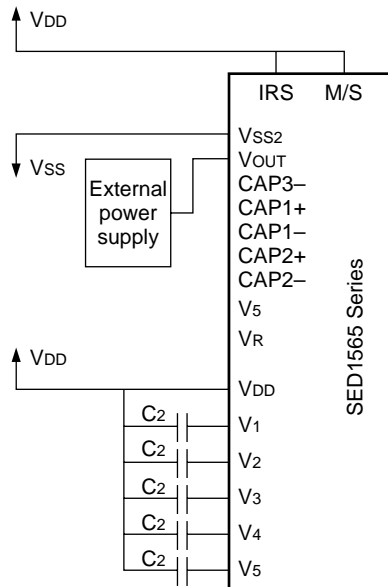 VDD
IRS M/S
VSS2
VSS
VOUT
External
power
supply
CAP3–
CAP1+
CAP1–
CAP2+
CAP2–
V5
VR
SED1565 Series
VDD
VDD
C2
V1
C2
V2
C2
V3
C2
V4
C2
V5